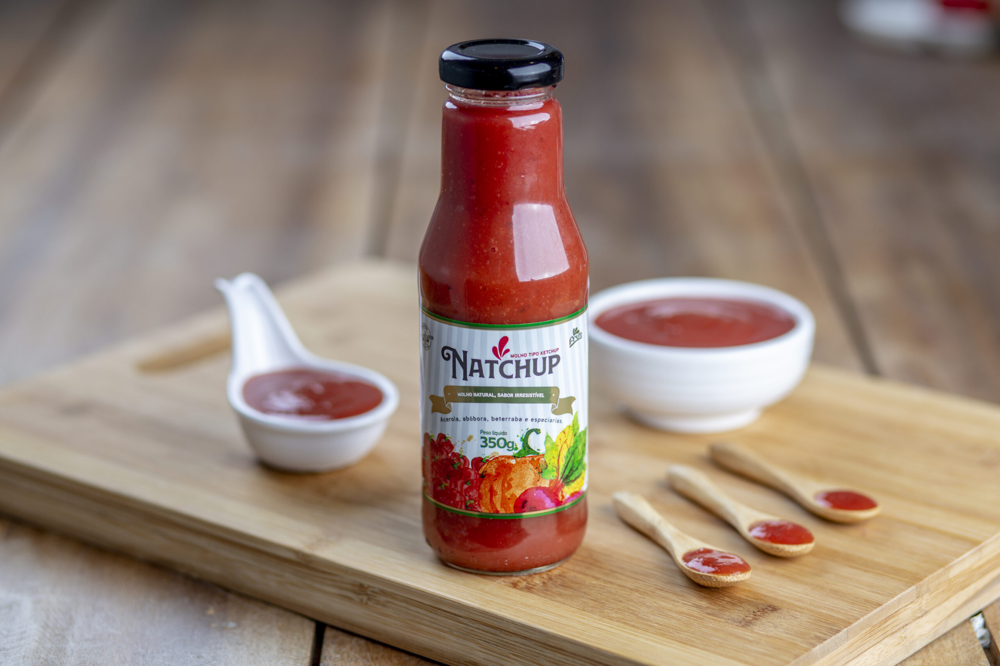 MOLHO TIPO KETCHUP
NATCHUP
MOLHO NATURAL, SABOR IRRESISTÍVEL
Acerola, abóbora, beterraba e especiarias.
Peso líquido
350g